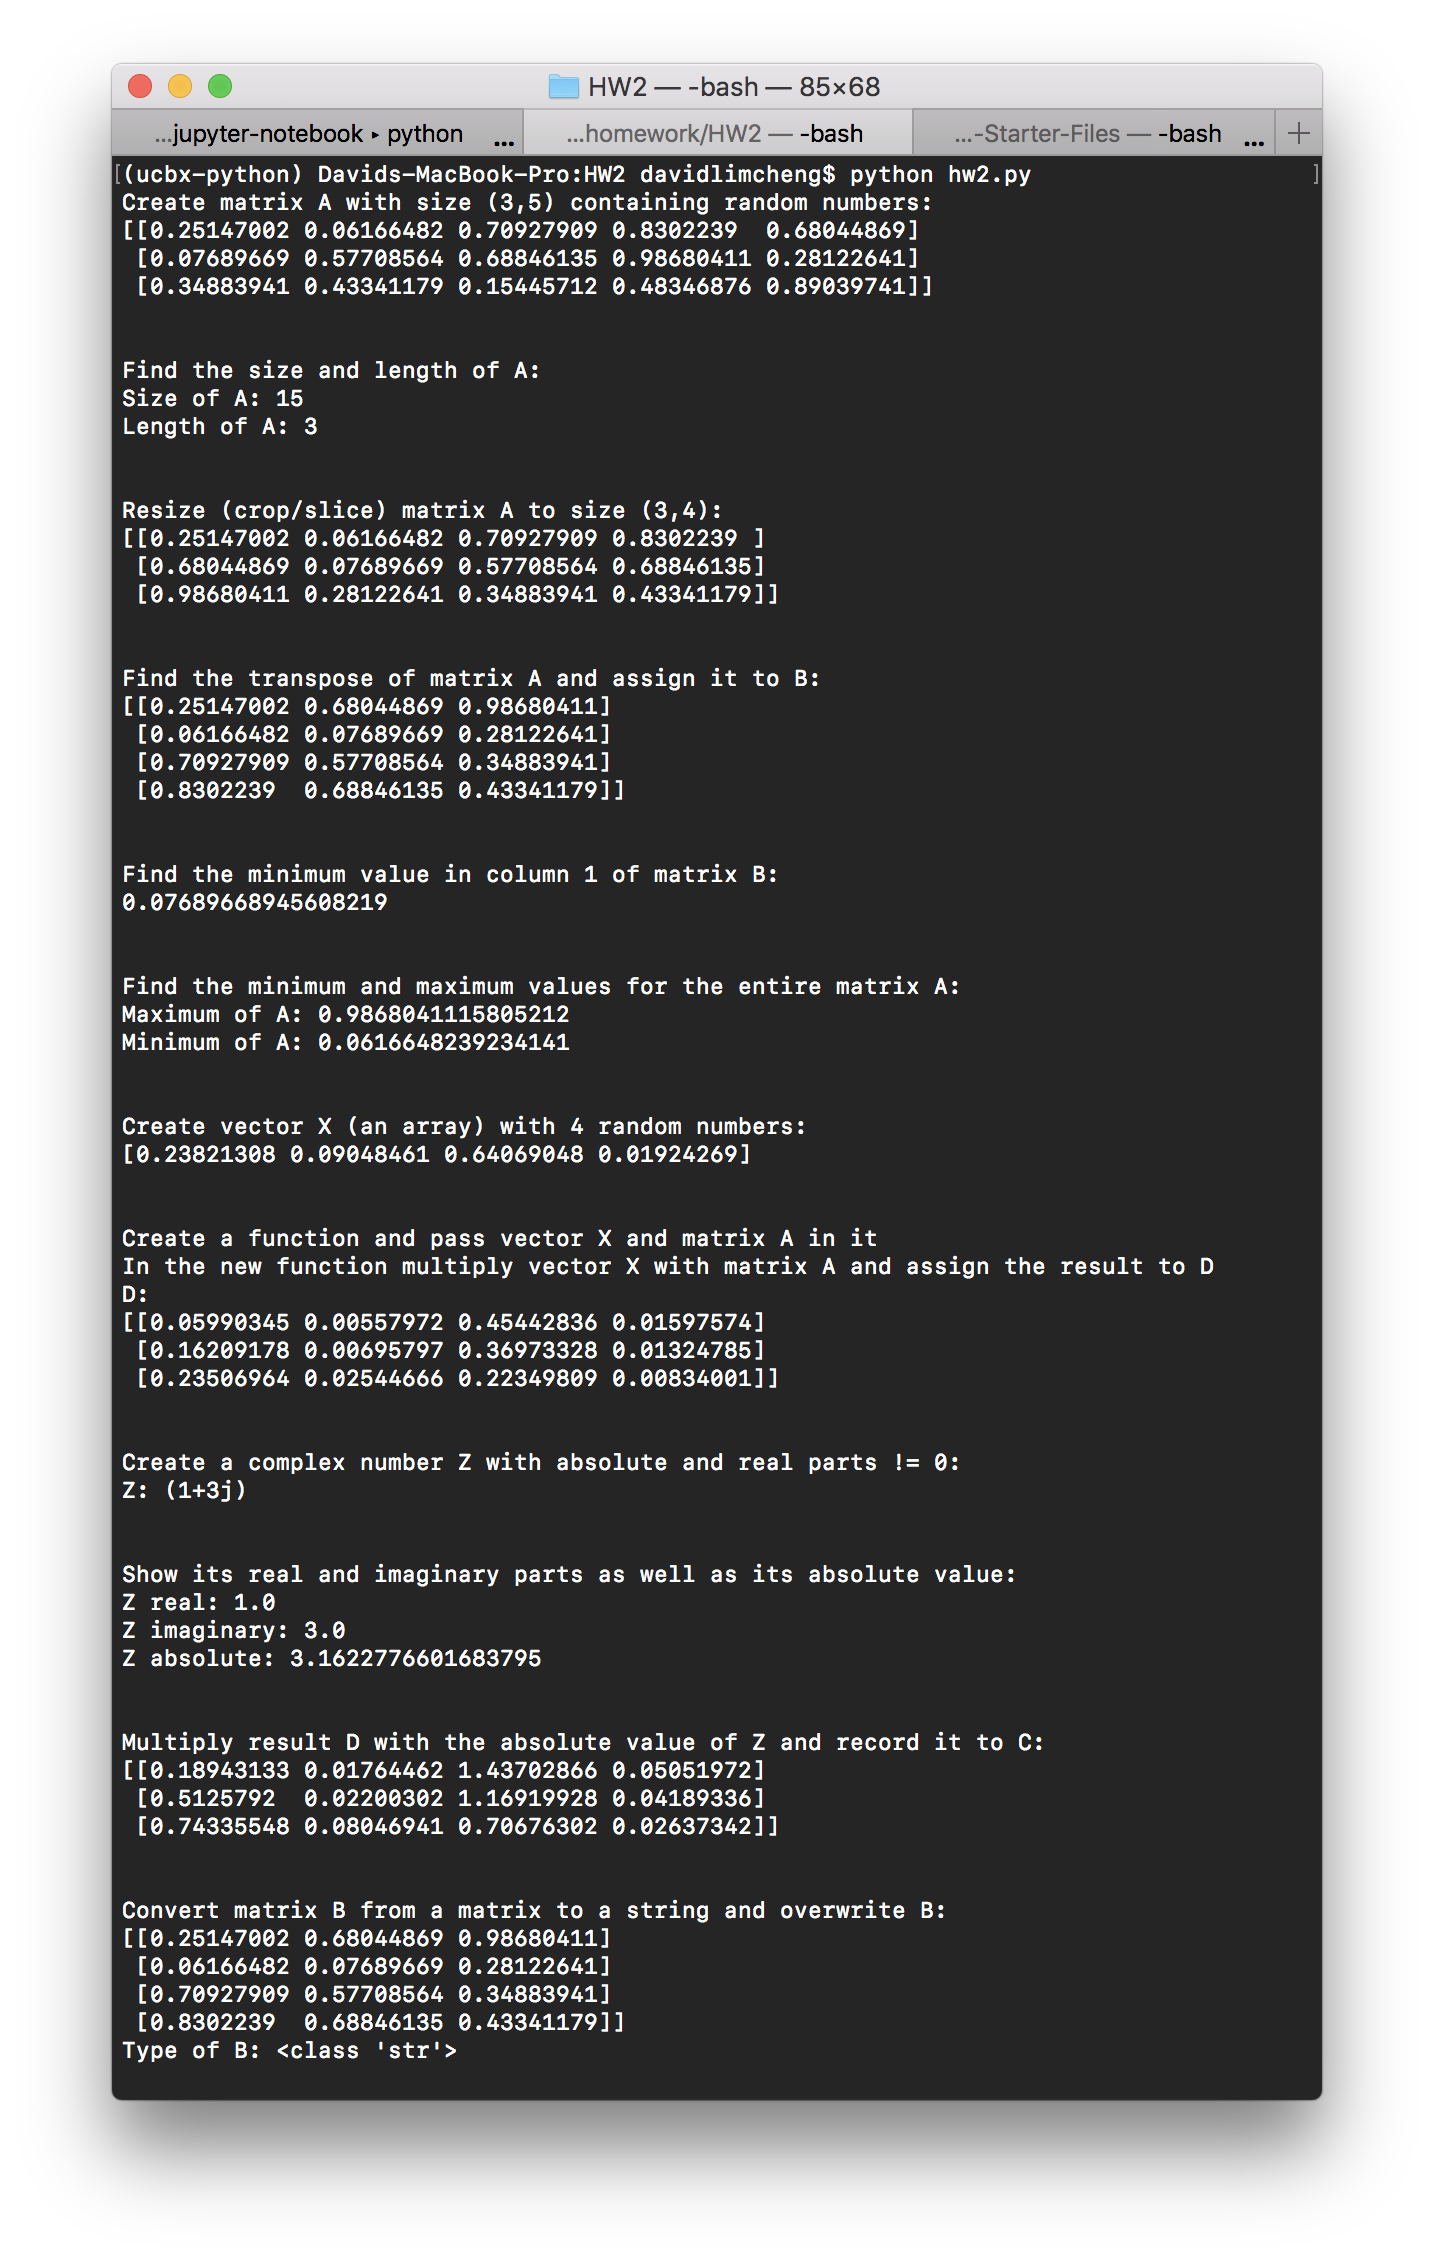 HW2 — -bash — 85×68
...jupyter-notebook ▸ python ... ...homework/HW2 — -bash ...-Starter-Files — -bash ... +
[(ucbx-python) Davids-MacBook-Pro:HW2 davidlimcheng$ python hw2.py ]
Create matrix A with size (3,5) containing random numbers:
[[0.25147002 0.06166482 0.70927909 0.8302239  0.68044869]
 [0.07689669 0.57708564 0.68846135 0.98680411 0.28122641]
 [0.34883941 0.43341179 0.15445712 0.48346876 0.89039741]]
Find the size and length of A:
Size of A: 15
Length of A: 3
Resize (crop/slice) matrix A to size (3,4):
[[0.25147002 0.06166482 0.70927909 0.8302239 ]
 [0.68044869 0.07689669 0.57708564 0.68846135]
 [0.98680411 0.28122641 0.34883941 0.43341179]]
Find the transpose of matrix A and assign it to B:
[[0.25147002 0.68044869 0.98680411]
 [0.06166482 0.07689669 0.28122641]
 [0.70927909 0.57708564 0.34883941]
 [0.8302239  0.68846135 0.43341179]]
Find the minimum value in column 1 of matrix B:
0.07689668945608219
Find the minimum and maximum values for the entire matrix A:
Maximum of A: 0.9868041115805212
Minimum of A: 0.0616648239234141
Create vector X (an array) with 4 random numbers:
[0.23821308 0.09048461 0.64069048 0.01924269]
Create a function and pass vector X and matrix A in it
In the new function multiply vector X with matrix A and assign the result to D
D:
[[0.05990345 0.00557972 0.45442836 0.01597574]
 [0.16209178 0.00695797 0.36973328 0.01324785]
 [0.23506964 0.02544666 0.22349809 0.00834001]]
Create a complex number Z with absolute and real parts != 0:
Z: (1+3j)
Show its real and imaginary parts as well as its absolute value:
Z real: 1.0
Z imaginary: 3.0
Z absolute: 3.1622776601683795
Multiply result D with the absolute value of Z and record it to C:
[[0.18943133 0.01764462 1.43702866 0.05051972]
 [0.5125792  0.02200302 1.16919928 0.04189336]
 [0.74335548 0.08046941 0.70676302 0.02637342]]
Convert matrix B from a matrix to a string and overwrite B:
[[0.25147002 0.68044869 0.98680411]
 [0.06166482 0.07689669 0.28122641]
 [0.70927909 0.57708564 0.34883941]
 [0.8302239  0.68846135 0.43341179]]
Type of B: <class 'str'>